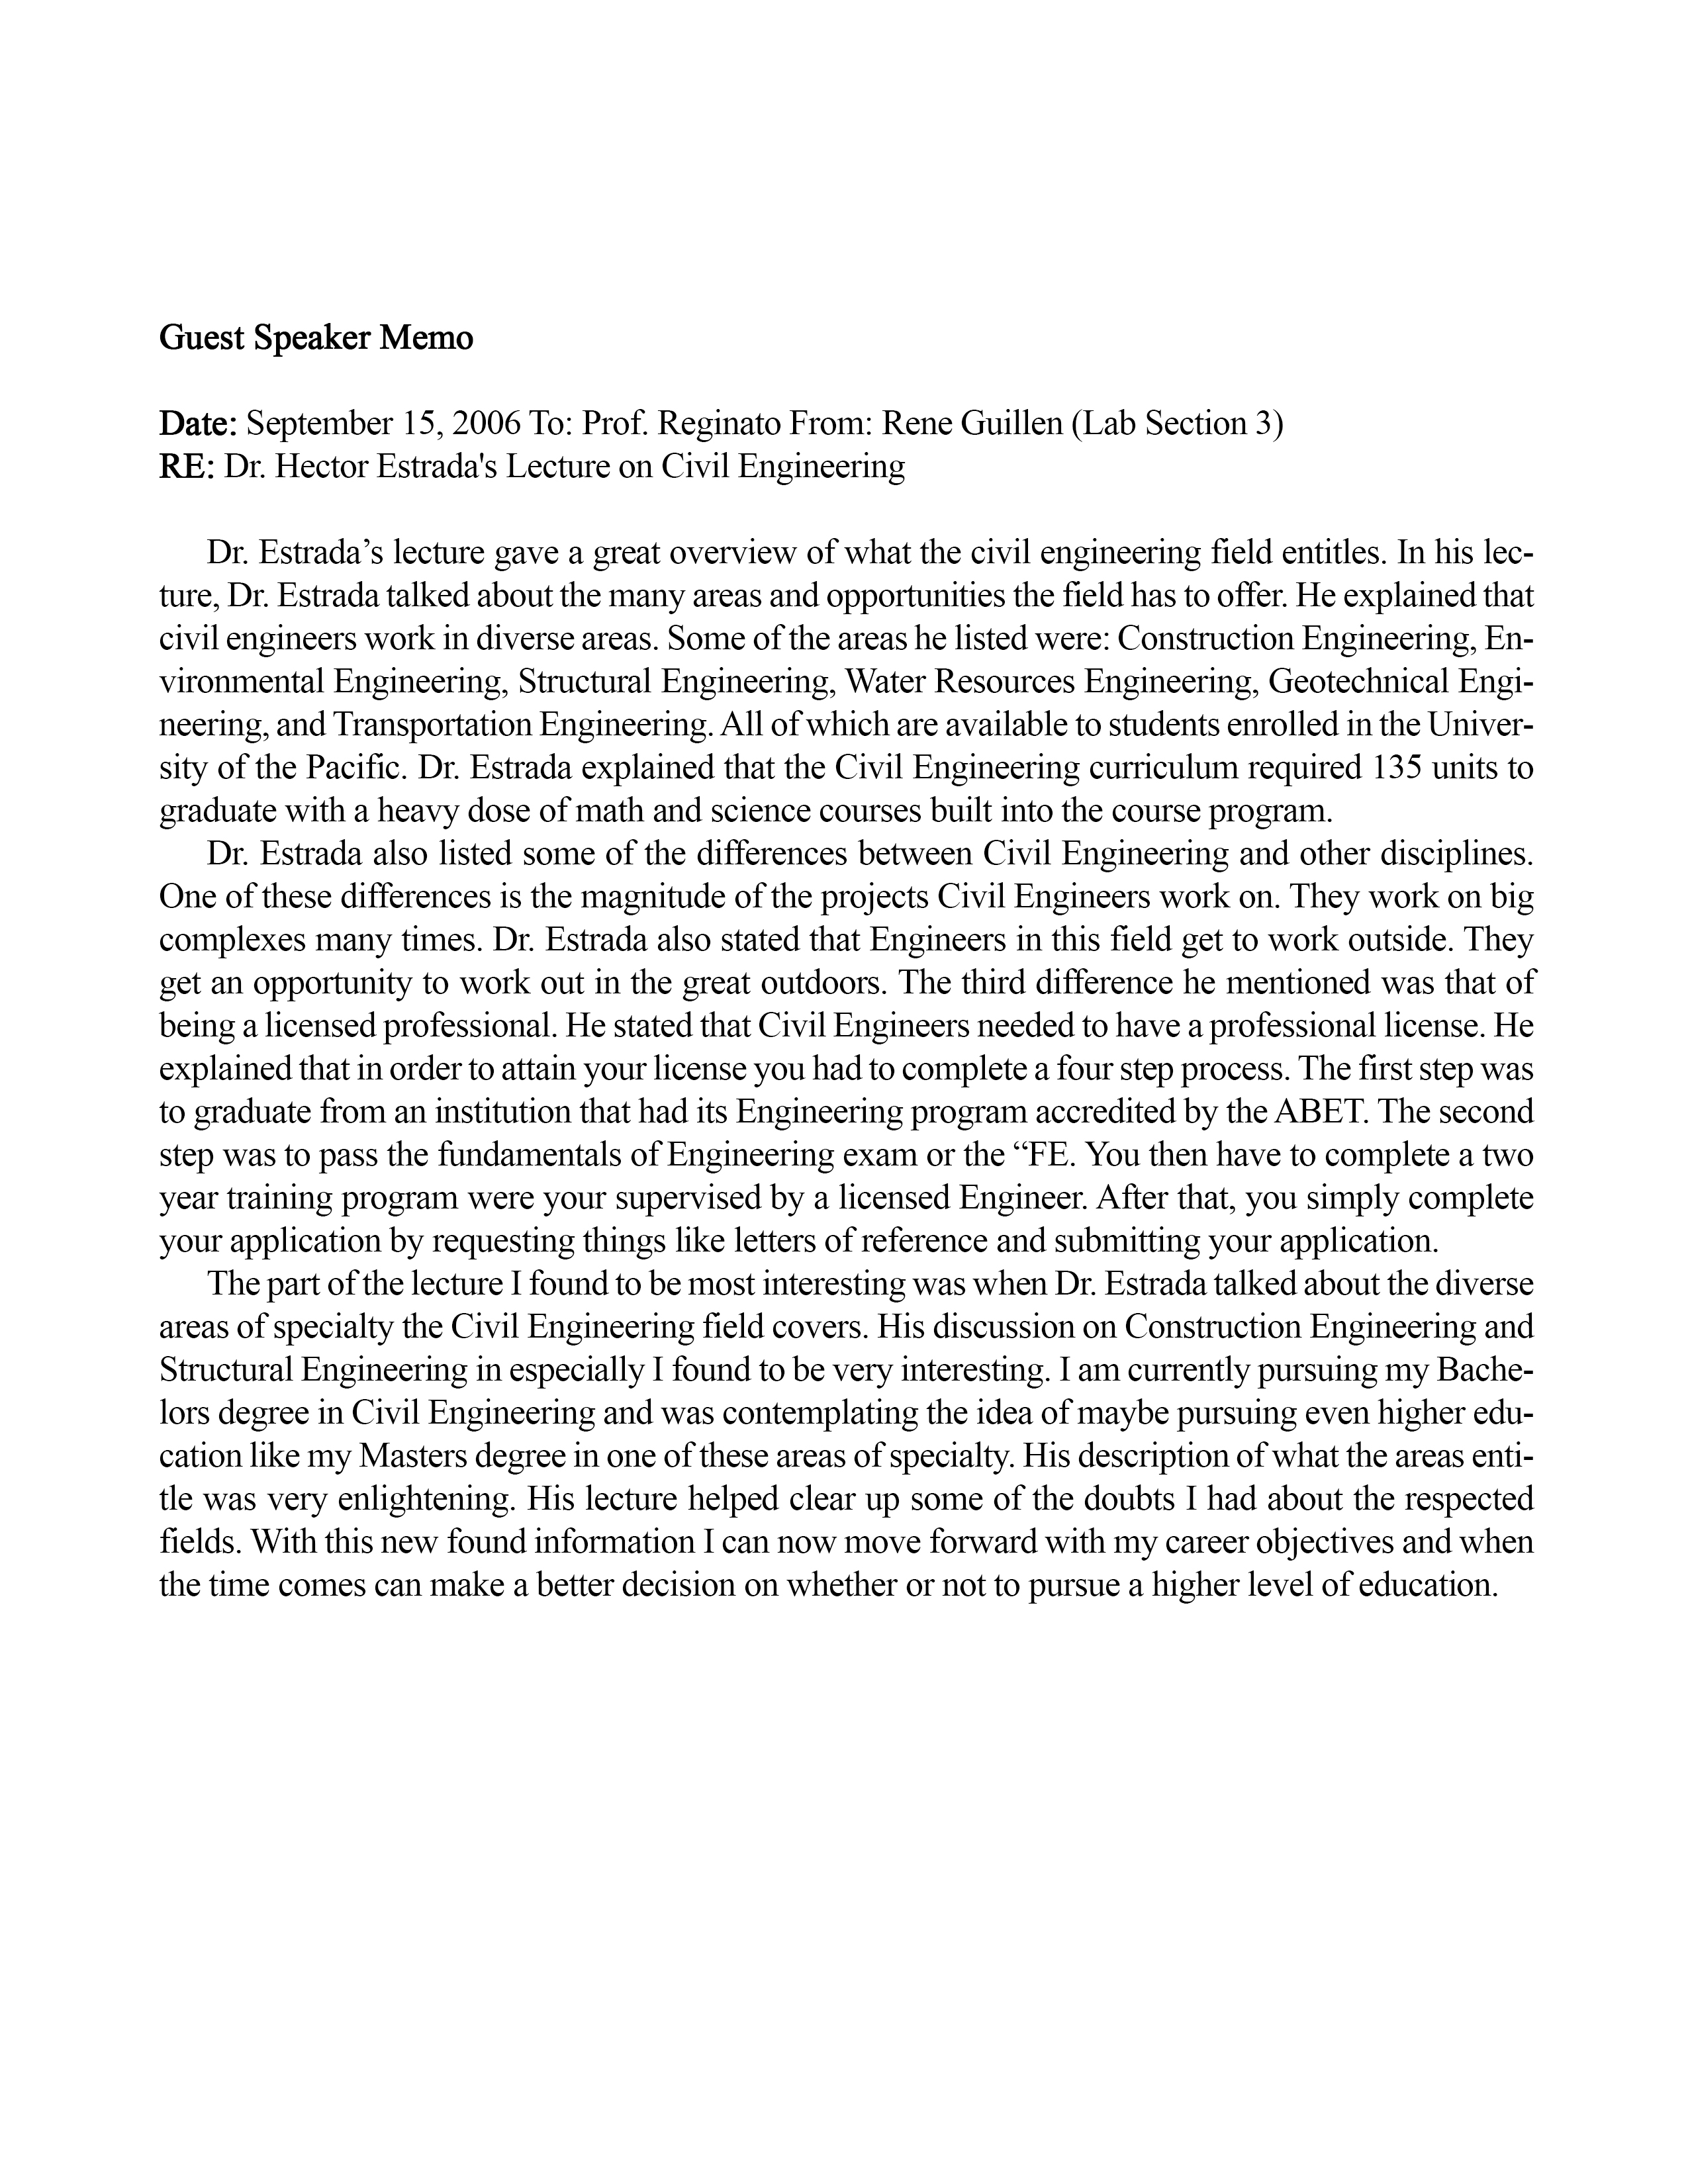 Guest Speaker Memo
Date: September 15, 2006 To: Prof. Reginato From: Rene Guillen (Lab Section 3)
RE: Dr. Hector Estrada's Lecture on Civil Engineering
Dr. Estrada’s lecture gave a great overview of what the civil engineering field entitles. In his lec-
ture, Dr. Estrada talked about the many areas and opportunities the field has to offer. He explained that
civil engineers work in diverse areas. Some of the areas he listed were: Construction Engineering, En-
vironmental Engineering, Structural Engineering, Water Resources Engineering, Geotechnical Engi-
neering, and Transportation Engineering. All of which are available to students enrolled in the Univer-
sity of the Pacific. Dr. Estrada explained that the Civil Engineering curriculum required 135 units to
graduate with a heavy dose of math and science courses built into the course program.
Dr. Estrada also listed some of the differences between Civil Engineering and other disciplines.
One of these differences is the magnitude of the projects Civil Engineers work on. They work on big
complexes many times. Dr. Estrada also stated that Engineers in this field get to work outside. They
get an opportunity to work out in the great outdoors. The third difference he mentioned was that of
being a licensed professional. He stated that Civil Engineers needed to have a professional license. He
explained that in order to attain your license you had to complete a four step process. The first step was
to graduate from an institution that had its Engineering program accredited by the ABET. The second
step was to pass the fundamentals of Engineering exam or the “FE. You then have to complete a two
year training program were your supervised by a licensed Engineer. After that, you simply complete
your application by requesting things like letters of reference and submitting your application.
The part of the lecture I found to be most interesting was when Dr. Estrada talked about the diverse
areas of specialty the Civil Engineering field covers. His discussion on Construction Engineering and
Structural Engineering in especially I found to be very interesting. I am currently pursuing my Bache-
lors degree in Civil Engineering and was contemplating the idea of maybe pursuing even higher edu-
cation like my Masters degree in one of these areas of specialty. His description of what the areas enti-
tle was very enlightening. His lecture helped clear up some of the doubts I had about the respected
fields. With this new found information I can now move forward with my career objectives and when
the time comes can make a better decision on whether or not to pursue a higher level of education.